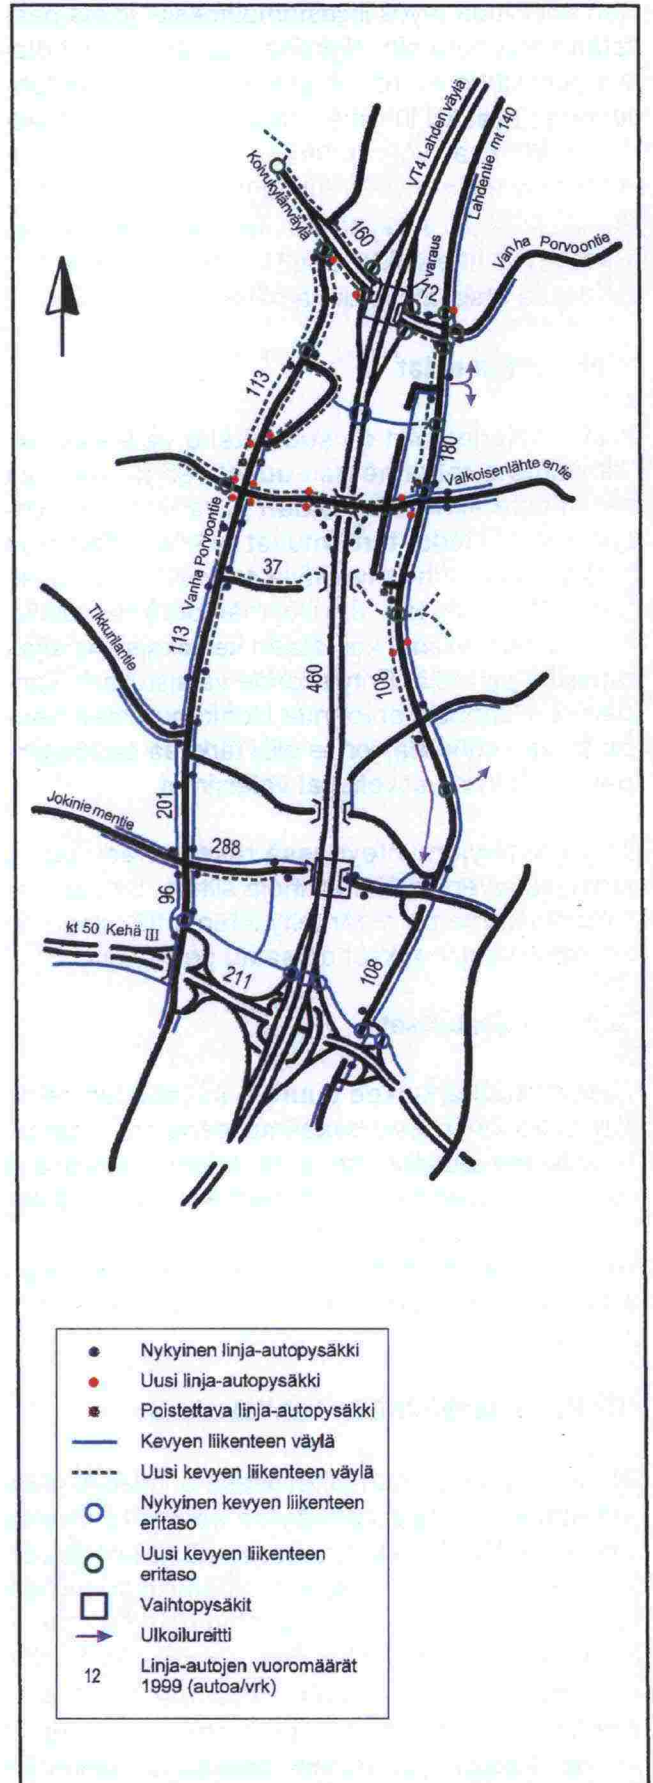 VT4 Lahdenväylä
Lahdentie mt 140
Koivukylänväylä
160
varaus
72
Vanha Porvoontie
113
180
Valkoisenlähteentie
Vanha Porvoontie
37
Tikkurilantie
113
460
108
201
Jokiniementie
288
96
kt 50 Kehä III
211
108
Nykyinen linja-autopysäkki
Uusi linja-autopysäkki
Poistettava linja-autopysäkki
Kevyen liikenteen väylä
Uusi kevyen liikenteen väylä
Nykyinen kevyen liikenteen
eritaso
Uusi kevyen liikenteen
eritaso
Vaihtopysäkit
Ulkoilureitti
12 Linja-autojen vuoromäärät
1999 (autoa/vrk)